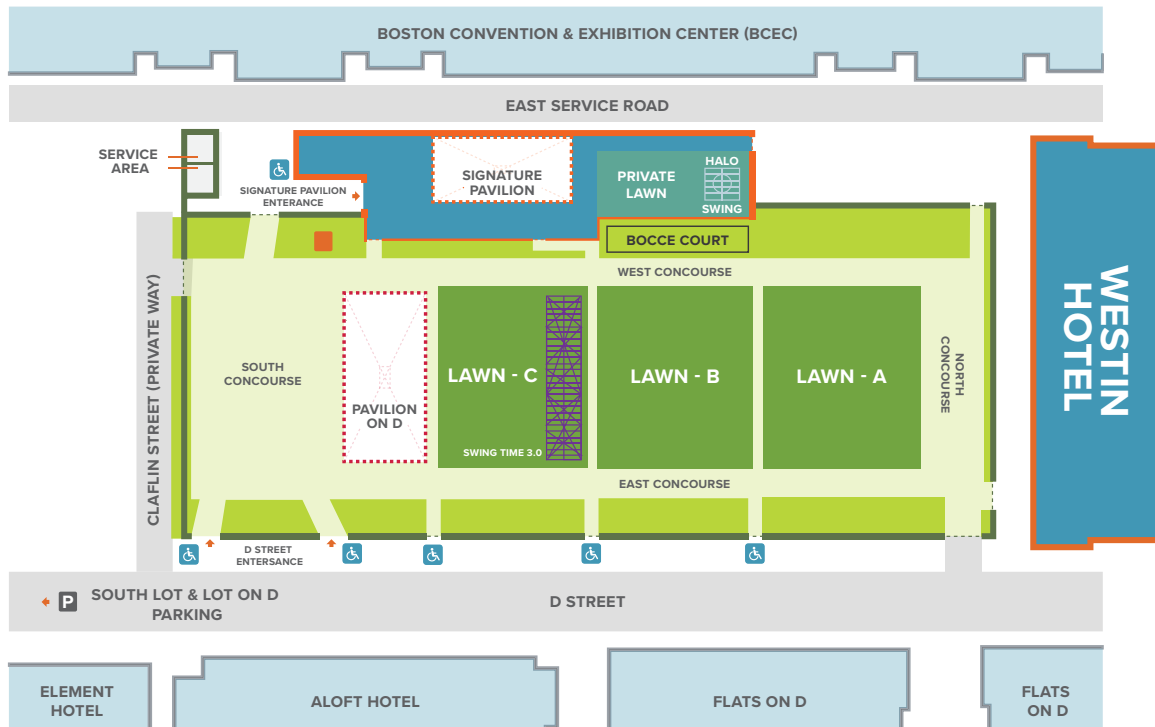 BOSTON CONVENTION & EXHIBITION CENTER (BCEC)
EAST SERVICE ROAD
SERVICE
AREA
SIGNATURE PAVILION
ENTERANCE
SIGNATURE
PAVILION
PRIVATE
LAWN
HALO
SWING
BOCCE COURT
WEST CONCOURSE
CLAFLIN STREET (PRIVATE WAY)
SOUTH
CONCOURSE
PAVILION
ON D
LAWN - C
SWING TIME 3.0
LAWN - B
LAWN - A
NORTH
CONCOURSE
WESTIN
HOTEL
EAST CONCOURSE
D STREET
ENTERSANCE
P
SOUTH LOT & LOT ON D
PARKING
D STREET
ELEMENT
HOTEL
ALOFT HOTEL
FLATS ON D
FLATS
ON D